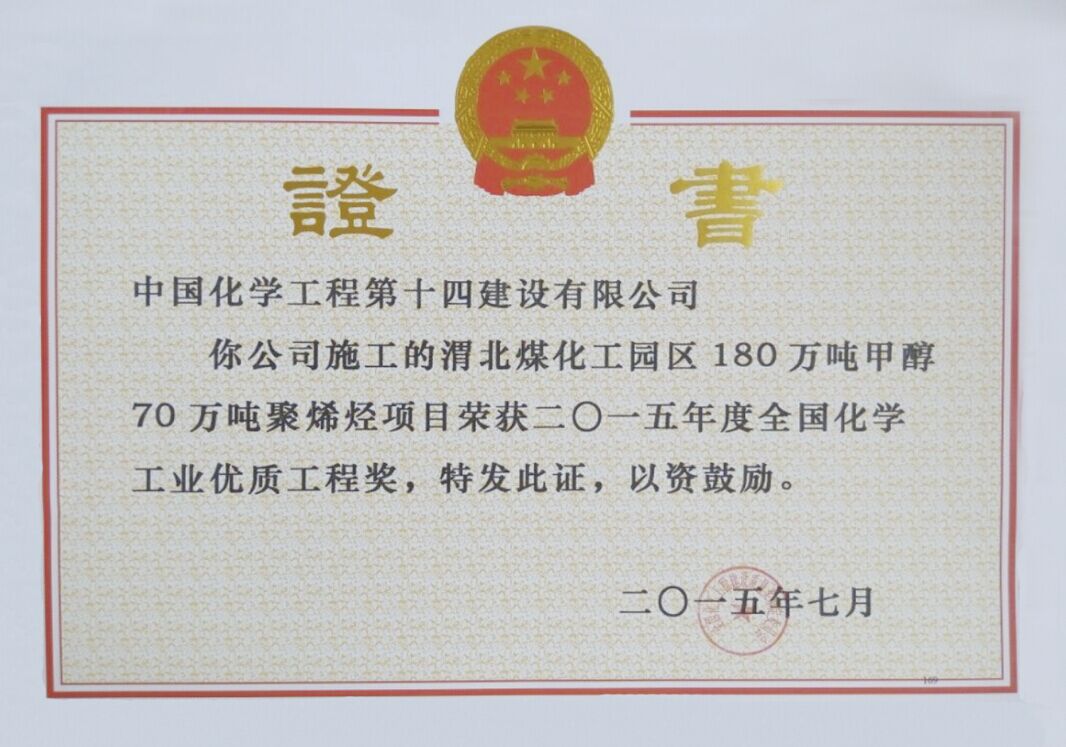 證書
中国化学工程第十四建设有限公司
你公司施工的渭北煤化工园区180万吨甲醇
70万吨聚烯烃项目荣获二〇一五年度全国化学
工业优质工程奖，特发此证，以资鼓励。
二〇一五年七月
169